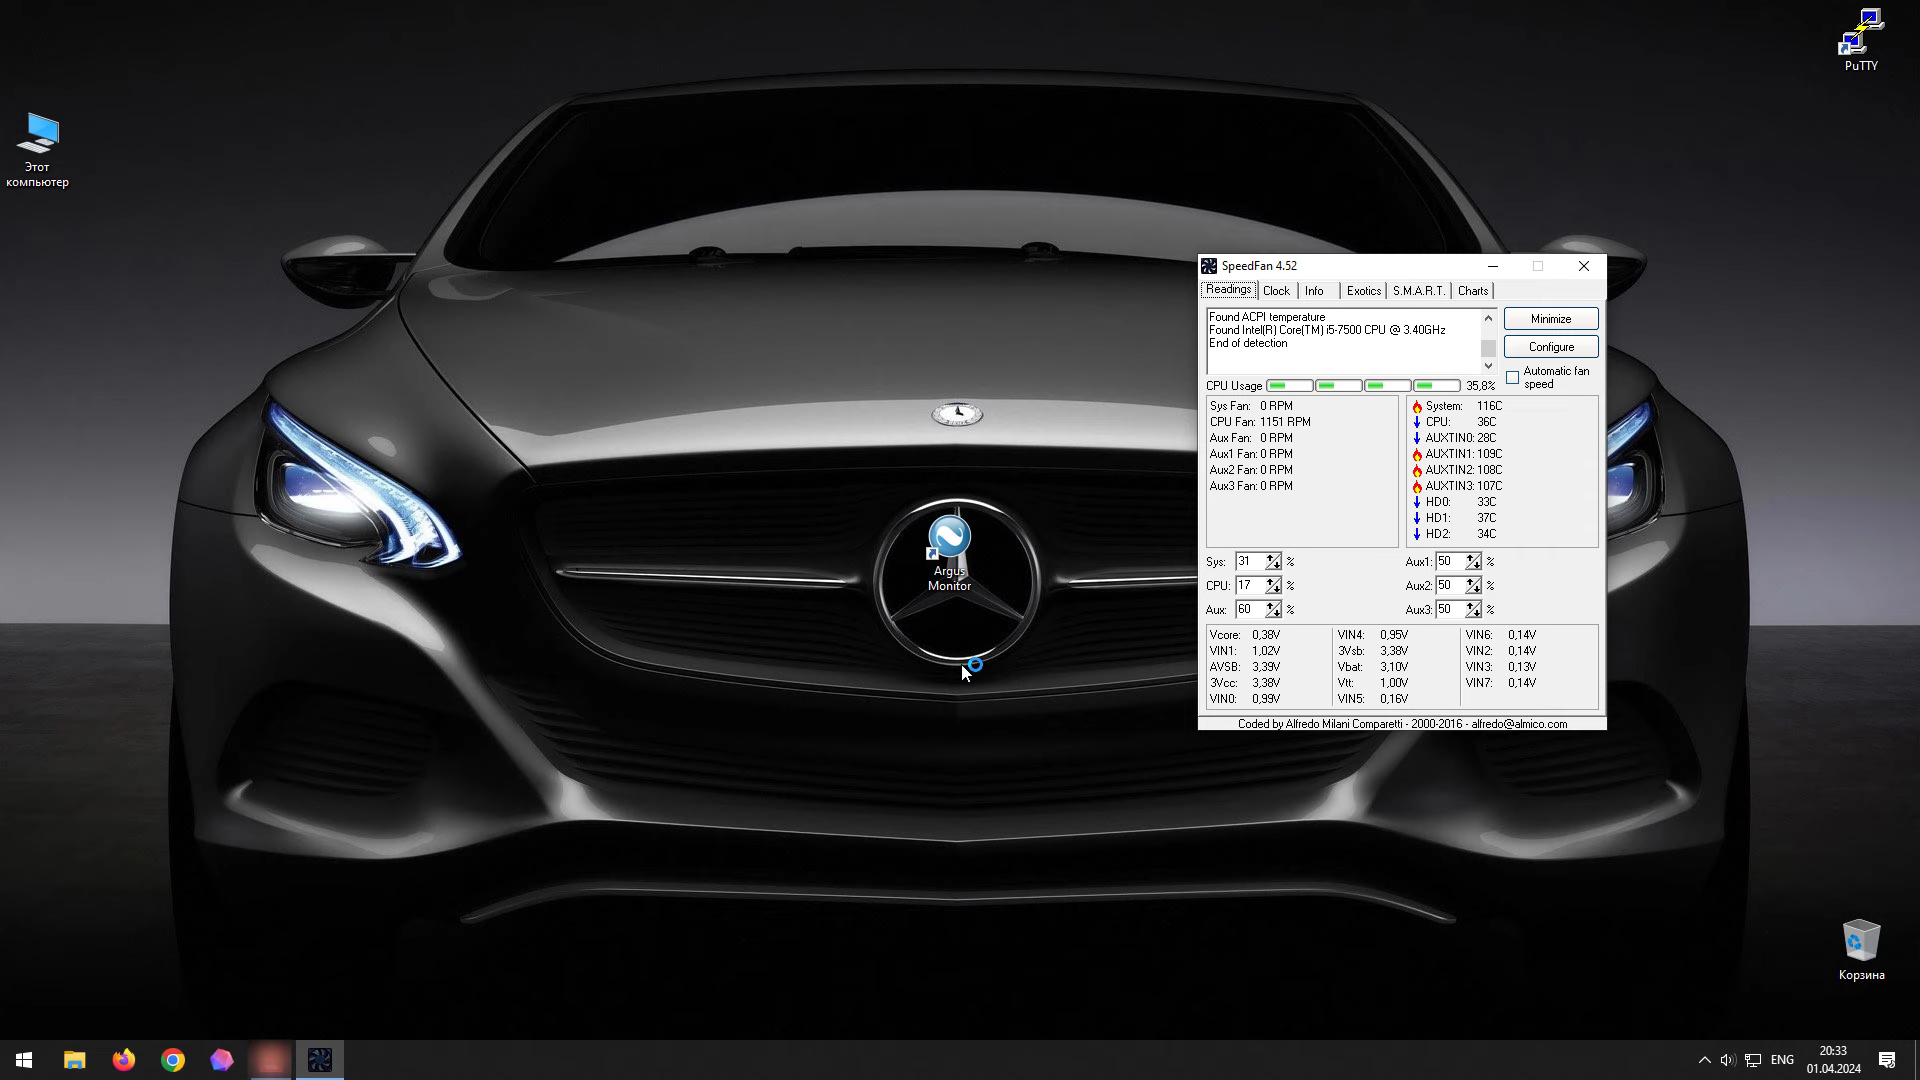 PuTTY
Этот
компьютер
SpeedFan 4.52
Readings Clock Info Exotics S.M.A.R.T. Charts
Found ACPI temperature
Found Intel(R) Core(TM) i5-7500 CPU @ 3.40GHz
End of detection
Minimize
Configure
Automatic fan
speed
CPU Usage 35,8%
Sys Fan: 0 RPM
CPU Fan: 1151 RPM
Aux Fan: 0 RPM
Aux1 Fan: 0 RPM
Aux2 Fan: 0 RPM
Aux3 Fan: 0 RPM
System: 116C
CPU: 36C
AUXTIN0: 28C
AUXTIN1: 109C
AUXTIN2: 108C
AUXTIN3: 107C
HD0: 33C
HD1: 37C
HD2: 34C
Sys: 31 %
CPU: 17 %
Aux: 60 %
Aux1: 50 %
Aux2: 50 %
Aux3: 50 %
Vcore: 0,38V
VIN1: 1,02V
AVSB: 3,39V
3Vcc: 3,38V
VIN0: 0,99V
VIN4: 0,95V
3Vsb: 3,38V
Vbat: 3,10V
Vtt: 1,00V
VIN5: 0,16V
VIN6: 0,14V
VIN2: 0,14V
VIN3: 0,13V
VIN7: 0,14V
Coded by Alfredo Milani Comparetti - 2000-2016 - alfredo@almico.com
Argus
Monitor
Корзина
ENG
20:33
01.04.2024